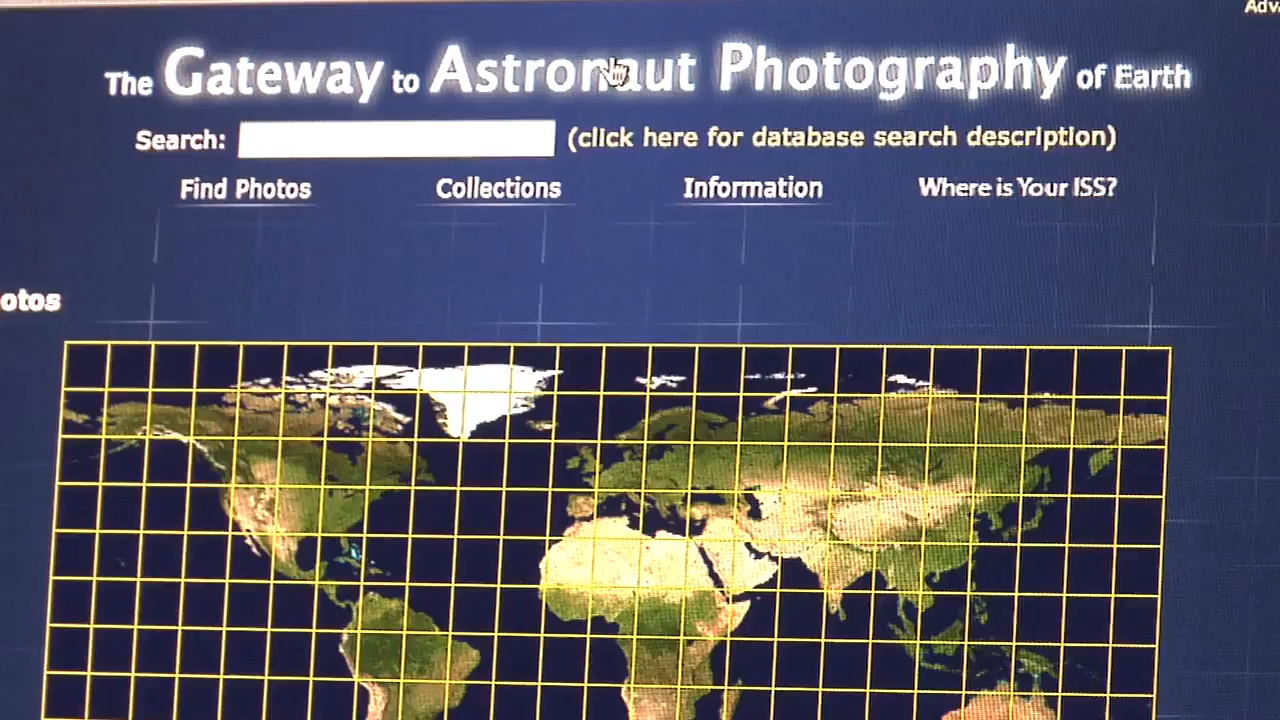 The Gateway to Astronaut Photography of Earth
Search: (click here for database search description)
Find Photos Collections Information Where is Your ISS?